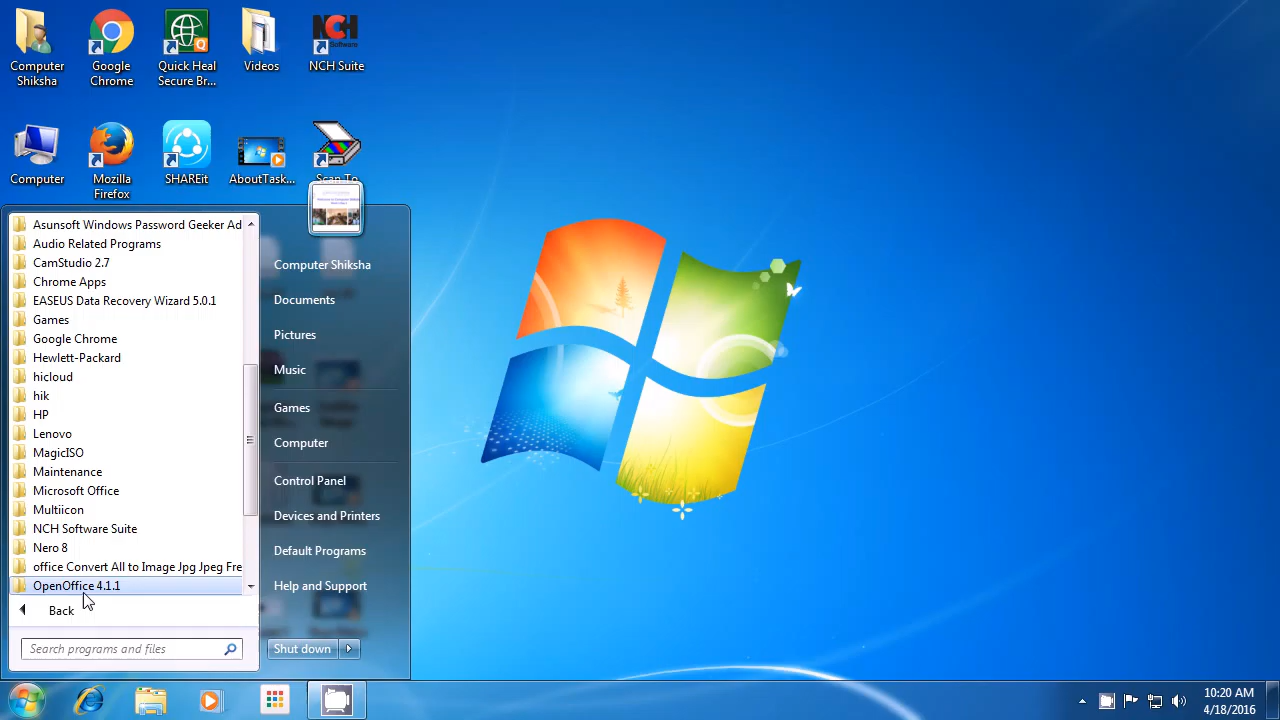 Computer
Shiksha
Google
Chrome
Quick Heal
Secure Br...
Videos
NCH
Software
NCH Suite
Computer
Mozilla
Firefox
SHAREit
AboutTask...
Scan To
Asunsoft Windows Password Geeker Ad
Audio Related Programs
CamStudio 2.7
Chrome Apps
EASEUS Data Recovery Wizard 5.0.1
Games
Google Chrome
Hewlett-Packard
hicloud
hik
HP
Lenovo
MagicISO
Maintenance
Microsoft Office
Multiicon
NCH Software Suite
Nero 8
office Convert All to Image Jpg Jpeg Fre
OpenOffice 4.1.1
Back
Search programs and files
Computer Shiksha
Documents
Pictures
Music
Games
Computer
Control Panel
Devices and Printers
Default Programs
Help and Support
Shut down
10:20 AM
4/18/2016